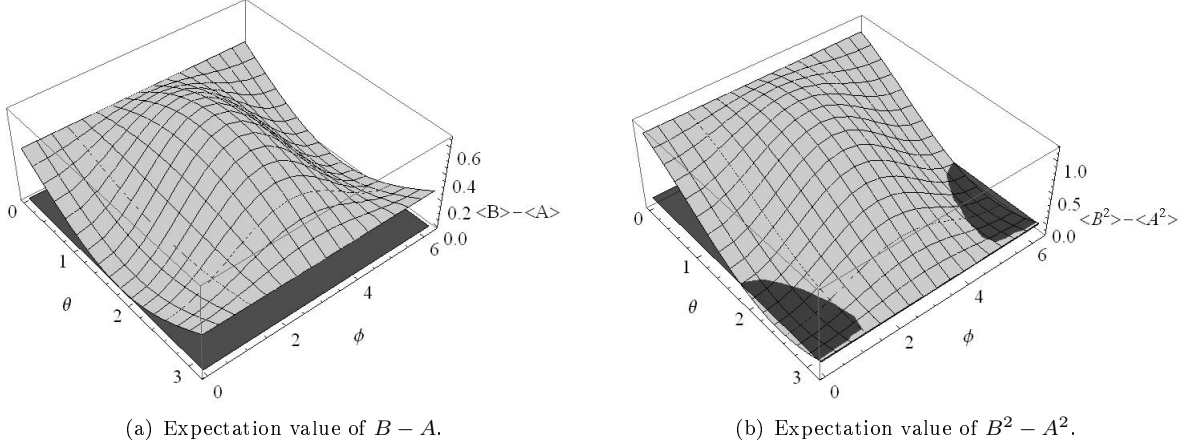 0.6
0.4
0.2
0.0
<B>-<A>
0
1
2
3
θ
0
2
4
6
ϕ
1.0
0.5
0.0
<B²>-<A²>
0
1
2
3
θ
0
2
4
6
ϕ
(a) Expectation value of B − A.
(b) Expectation value of B² − A².